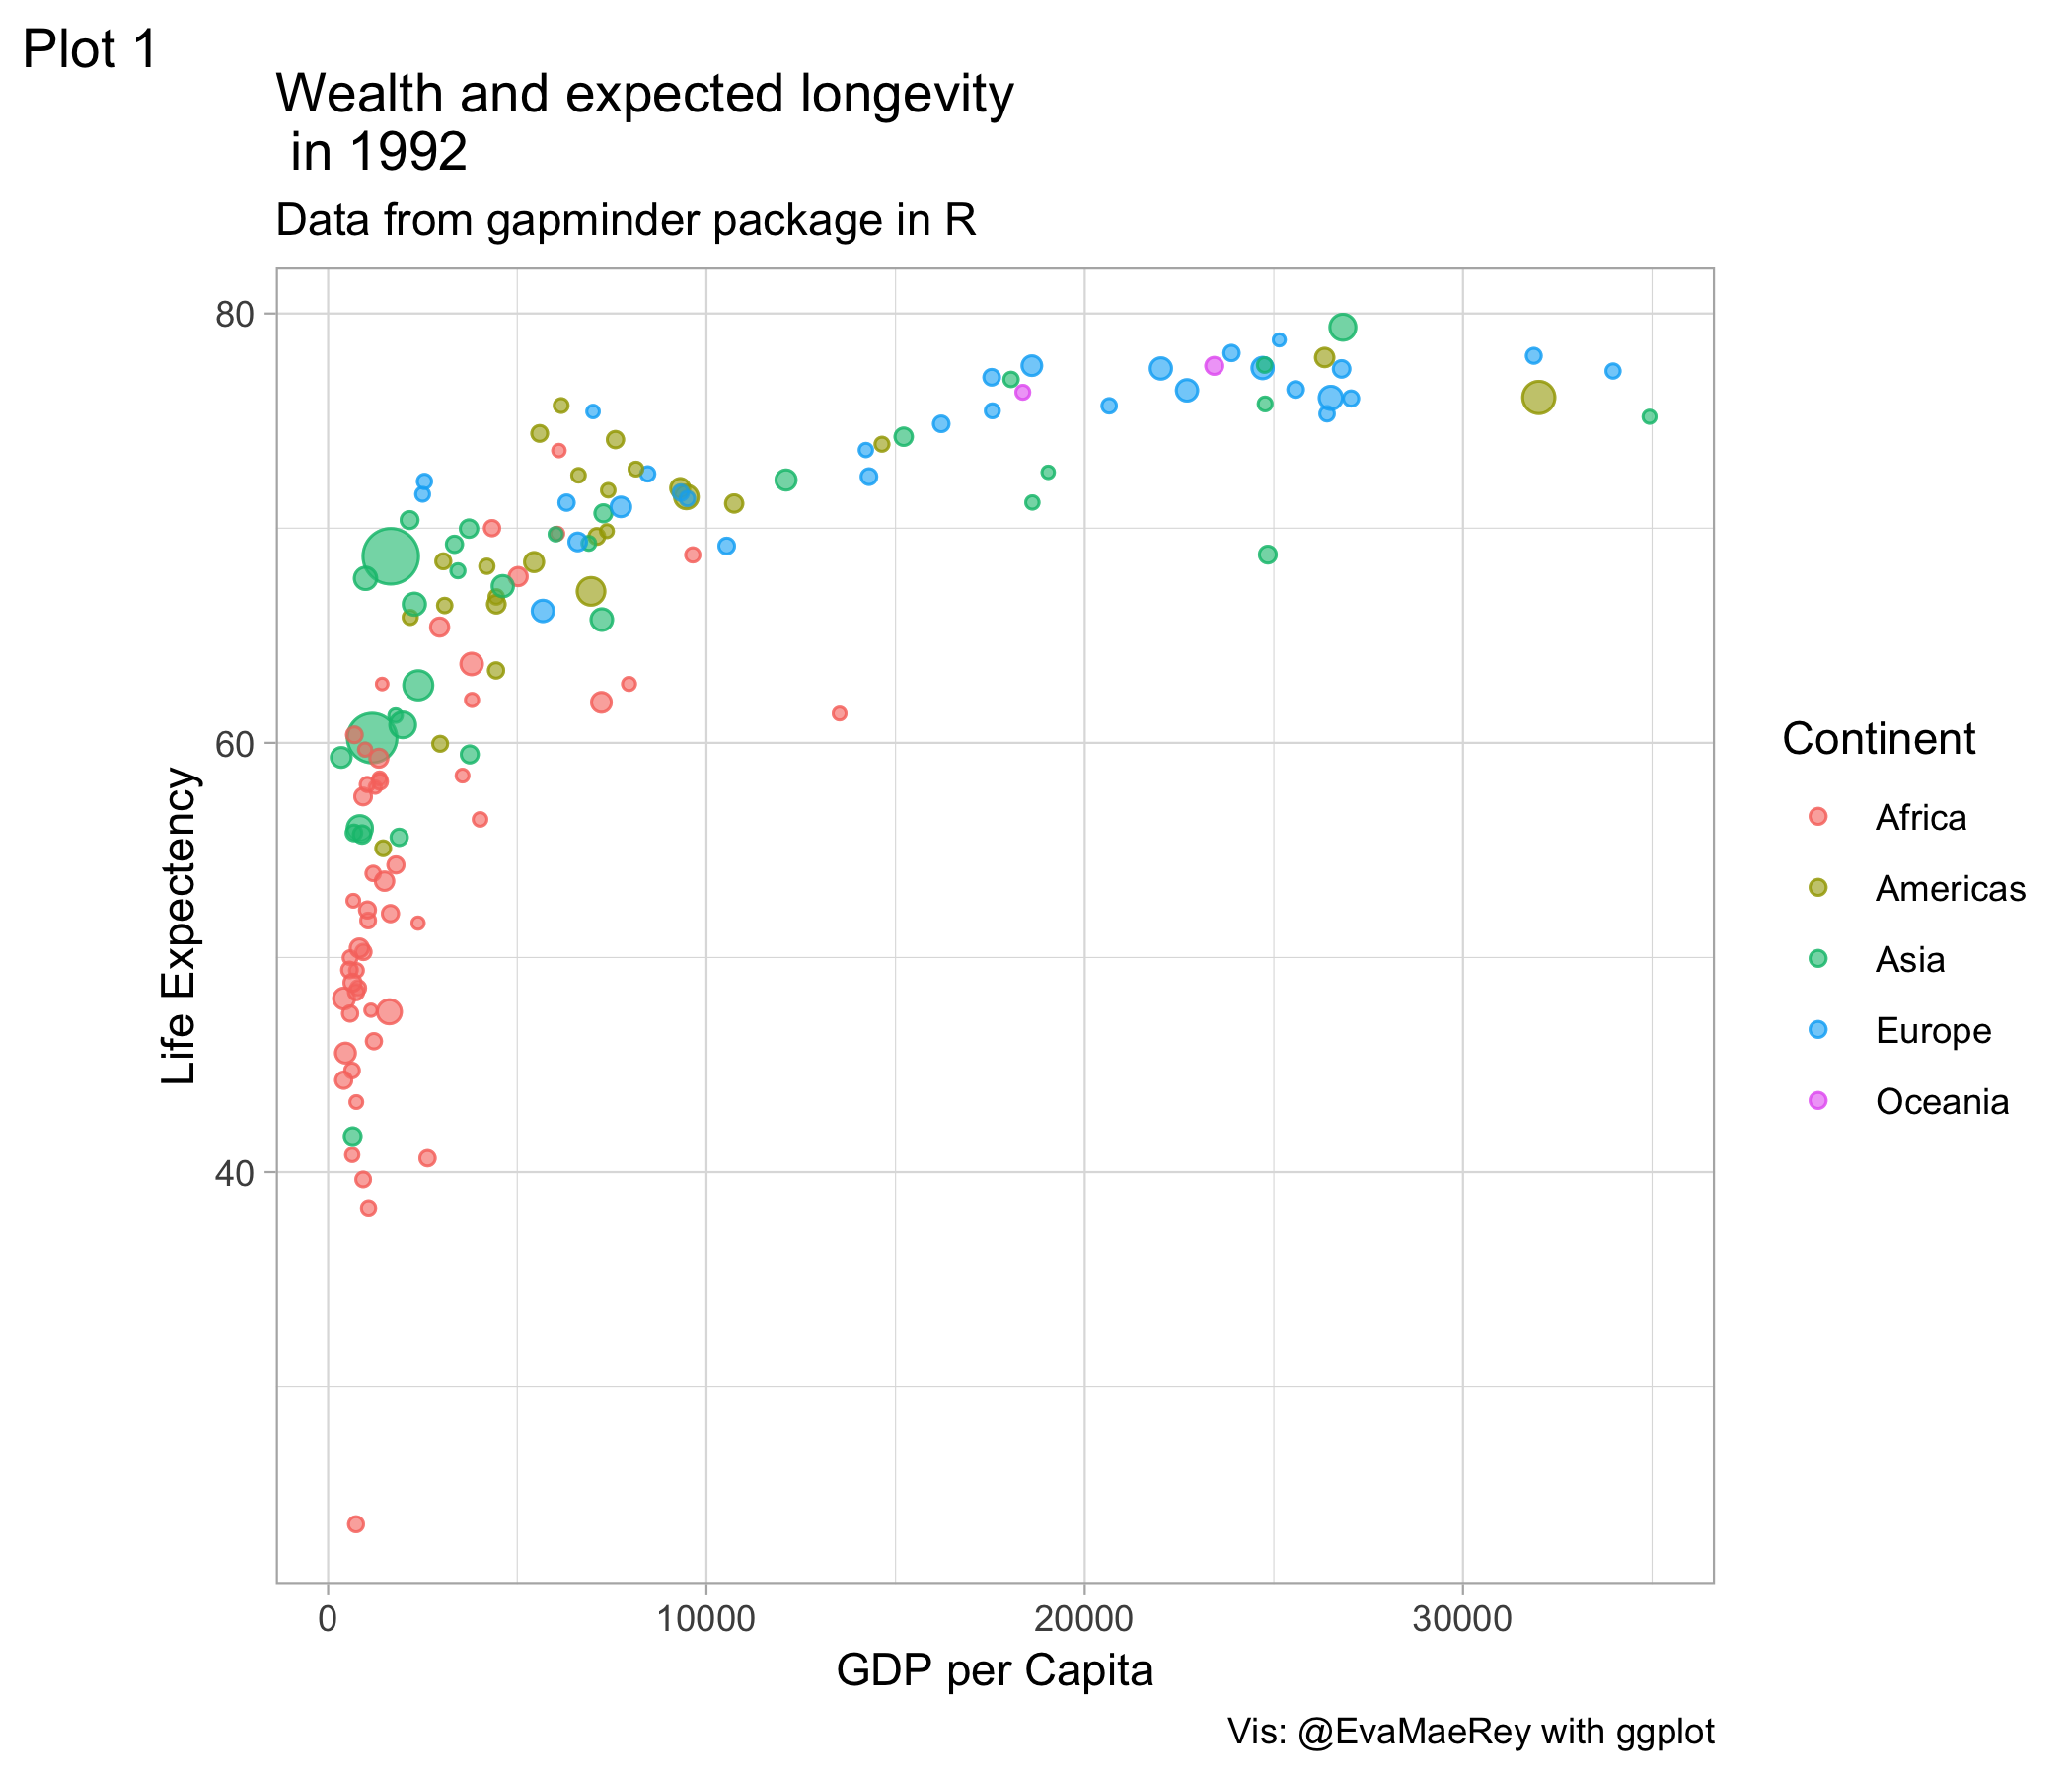 Plot 1
Wealth and expected longevity
in 1992
Data from gapminder package in R
80
60
40
Life Expectency
0 10000 20000 30000
GDP per Capita
Continent
Africa
Americas
Asia
Europe
Oceania
Vis: @EvaMaeRey with ggplot